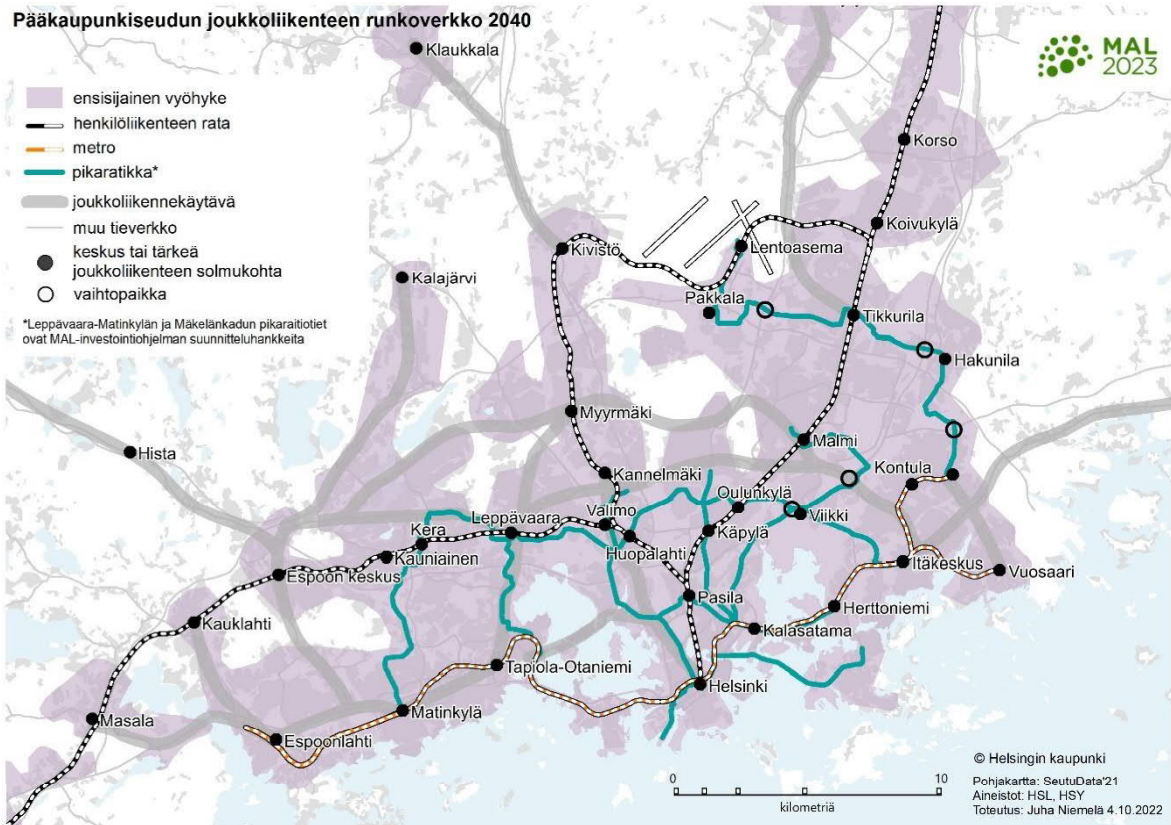 Pääkaupunkiseudun joukkoliikenteen runkoverkko 2040
MAL
2023
ensisijainen vyöhyke
henkilöliikenteen rata
metro
pikaratikka*
joukkoliikennekäytävä
muu tieverkko
keskus tai tärkeä
joukkoliikenteen solmukohta
vaihtopaikka
*Leppävaara-Matinkylän ja Mäkelänkadun pikaraitiotiet
ovat MAL-investointiohjelman suunnitteluhankkeita
Klaukkala
Korso
Koivukylä
Kivistö
Lentoasema
Kalajärvi
Pakkala
Tikkurila
Hakunila
Myyrmäki
Malmi
Hista
Kannelmäki
Kontula
Oulunkylä
Valimo
Leppävaara
Viikki
Kera
Käpylä
Huopalahti
Kauniainen
Itäkeskus
Espoon keskus
Vuosaari
Pasila
Herttoniemi
Kauklahti
Kalasatama
Tapiola-Otaniemi
Helsinki
Matinkylä
Masala
Espoonlahti
0
10
kilometriä
© Helsingin kaupunki
Pohjakartta: SeutuData'21
Aineistot: HSL, HSY
Toteutus: Juha Niemelä 4.10.2022